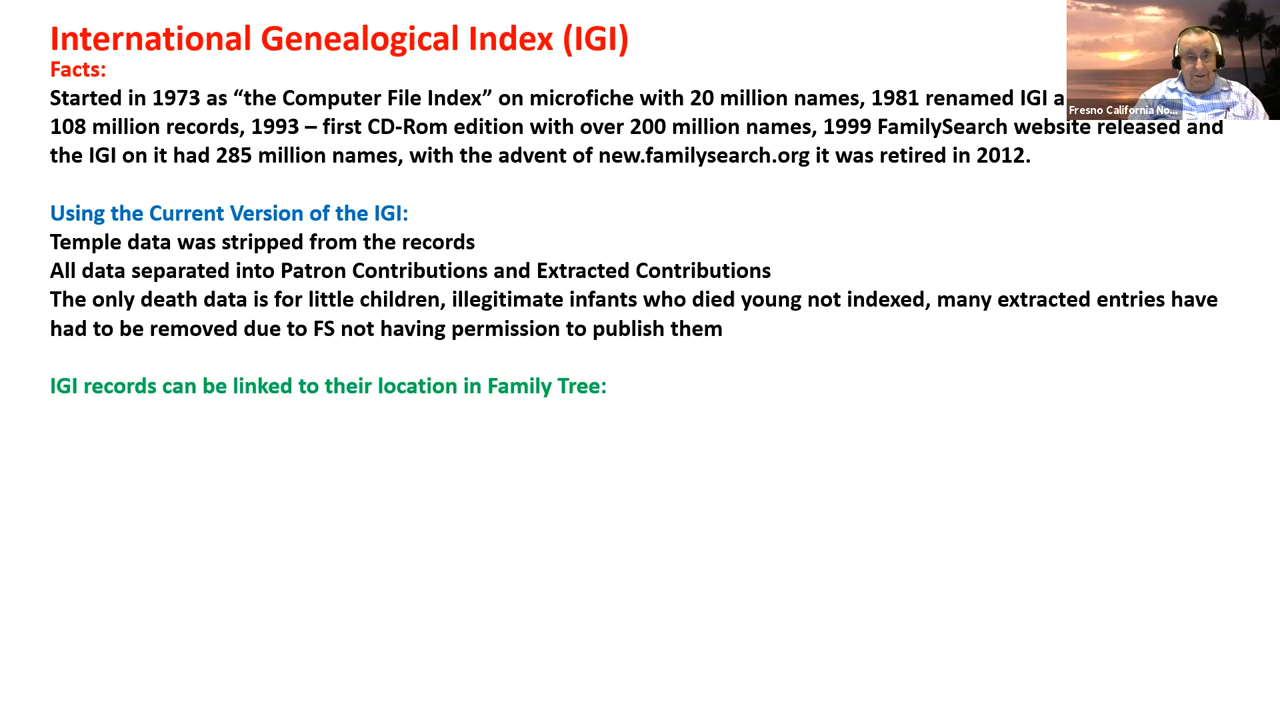 International Genealogical Index (IGI)
Facts:
Started in 1973 as “the Computer File Index” on microfiche with 20 million names, 1981 renamed IGI a
108 million records, 1993 – first CD-Rom edition with over 200 million names, 1999 FamilySearch website released and
the IGI on it had 285 million names, with the advent of new.familysearch.org it was retired in 2012.
Using the Current Version of the IGI:
Temple data was stripped from the records
All data separated into Patron Contributions and Extracted Contributions
The only death data is for little children, illegitimate infants who died young not indexed, many extracted entries have
had to be removed due to FS not having permission to publish them
IGI records can be linked to their location in Family Tree:
Fresno California No...